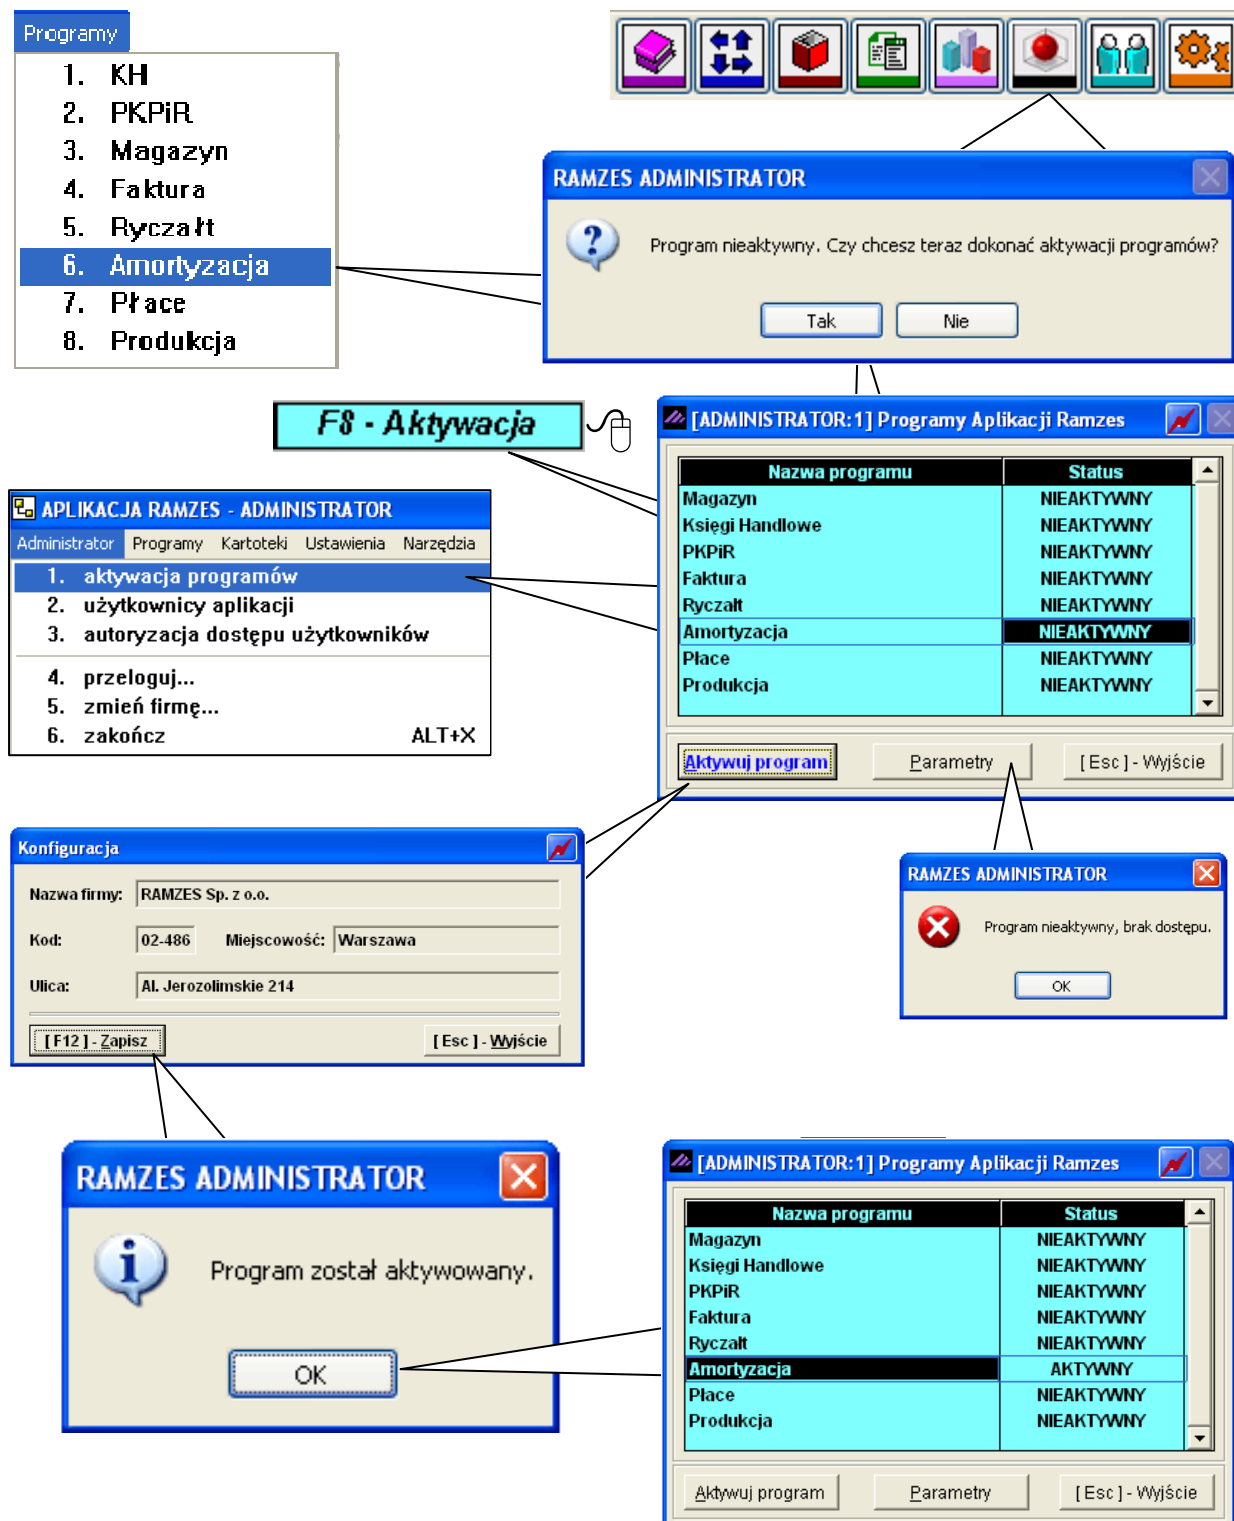 Programy
1. KH
2. PKPiR
3. Magazyn
4. Faktura
5. Ryczałt
6. Amortyzacja
7. Płace
8. Produkcja
RAMZES ADMINISTRATOR
Program nieaktywny. Czy chcesz teraz dokonać aktywacji programów?
Tak Nie
F8 - Aktywacja
[ADMINISTRATOR:1] Programy Aplikacji Ramzes
Nazwa programu Status
Magazyn NIEAKTYWNY
Księgi Handlowe NIEAKTYWNY
PKPiR NIEAKTYWNY
Faktura NIEAKTYWNY
Ryczałt NIEAKTYWNY
Amortyzacja NIEAKTYWNY
Płace NIEAKTYWNY
Produkcja NIEAKTYWNY
Aktywuj program Parametry [ Esc ] - Wyjście
APLIKACJA RAMZES - ADMINISTRATOR
Administrator Programy Kartoteki Ustawienia Narzędzia
1. aktywacja programów
2. użytkownicy aplikacji
3. autoryzacja dostępu użytkowników
4. przeloguj...
5. zmień firmę...
6. zakończ ALT+X
Konfiguracja
Nazwa firmy: RAMZES Sp. z o.o.
Kod: 02-486 Miejscowość: Warszawa
Ulica: Al. Jerozolimskie 214
[ F12 ] - Zapisz [ Esc ] - Wyjście
RAMZES ADMINISTRATOR
Program nieaktywny, brak dostępu.
OK
RAMZES ADMINISTRATOR
Program został aktywowany.
OK
[ADMINISTRATOR:1] Programy Aplikacji Ramzes
Nazwa programu Status
Magazyn NIEAKTYWNY
Księgi Handlowe NIEAKTYWNY
PKPiR NIEAKTYWNY
Faktura NIEAKTYWNY
Ryczałt NIEAKTYWNY
Amortyzacja AKTYWNY
Płace NIEAKTYWNY
Produkcja NIEAKTYWNY
Aktywuj program Parametry [ Esc ] - Wyjście